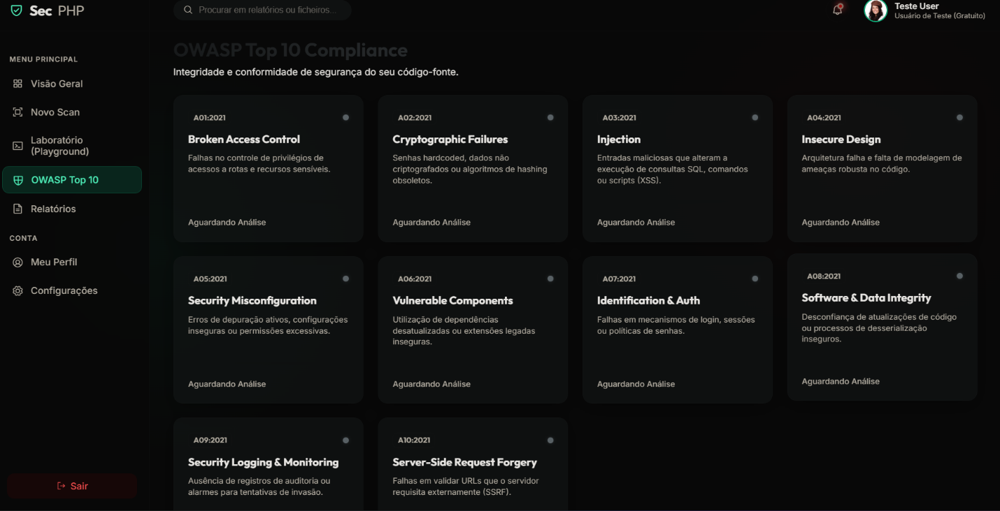 Sec PHP
Procurar em relatórios ou ficheiros...
Teste User
Usuário de Teste (Gratuito)
MENU PRINCIPAL
Visão Geral
Novo Scan
Laboratório
(Playground)
OWASP Top 10
Relatórios
CONTA
Meu Perfil
Configurações
Sair
OWASP Top 10 Compliance
Integridade e conformidade de segurança do seu código-fonte.
A01:2021
Broken Access Control
Falhas no controle de privilégios de
acessos a rotas e recursos sensíveis.
Aguardando Análise
A02:2021
Cryptographic Failures
Senhas hardcoded, dados não
criptografados ou algoritmos de hashing
obsoletos.
Aguardando Análise
A03:2021
Injection
Entradas maliciosas que alteram a
execução de consultas SQL, comandos
ou scripts (XSS).
Aguardando Análise
A04:2021
Insecure Design
Arquitetura falha e falta de modelagem de
ameaças robusta no código.
Aguardando Análise
A05:2021
Security Misconfiguration
Erros de depuração ativos, configurações
inseguras ou permissões excessivas.
Aguardando Análise
A06:2021
Vulnerable Components
Utilização de dependências
desatualizadas ou extensões legadas
inseguras.
Aguardando Análise
A07:2021
Identification & Auth
Falhas em mecanismos de login, sessões
ou políticas de senhas.
Aguardando Análise
A08:2021
Software & Data Integrity
Desconfiança de atualizações de código
ou processos de desserialização
inseguros.
Aguardando Análise
A09:2021
Security Logging & Monitoring
Ausência de registros de auditoria ou
alarmes para tentativas de invasão.
A10:2021
Server-Side Request Forgery
Falhas em validar URLs que o servidor
requisita externamente (SSRF).